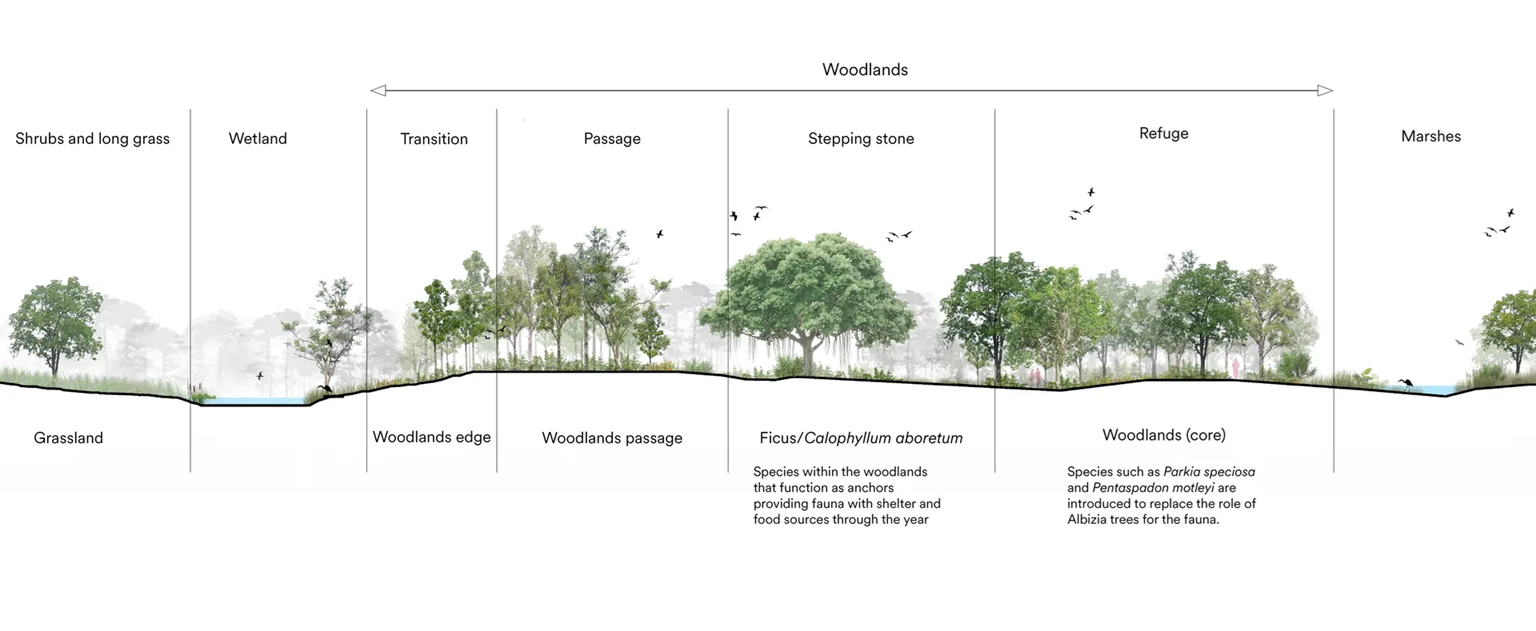 Woodlands
Shrubs and long grass
Wetland
Transition
Passage
Stepping stone
Refuge
Marshes
Grassland
Woodlands edge
Woodlands passage
Ficus/Calophyllum aboretum
Species within the woodlands
that function as anchors
providing fauna with shelter and
food sources through the year
Woodlands (core)
Species such as Parkia speciosa
and Pentaspadon motleyi are
introduced to replace the role of
Albizia trees for the fauna.